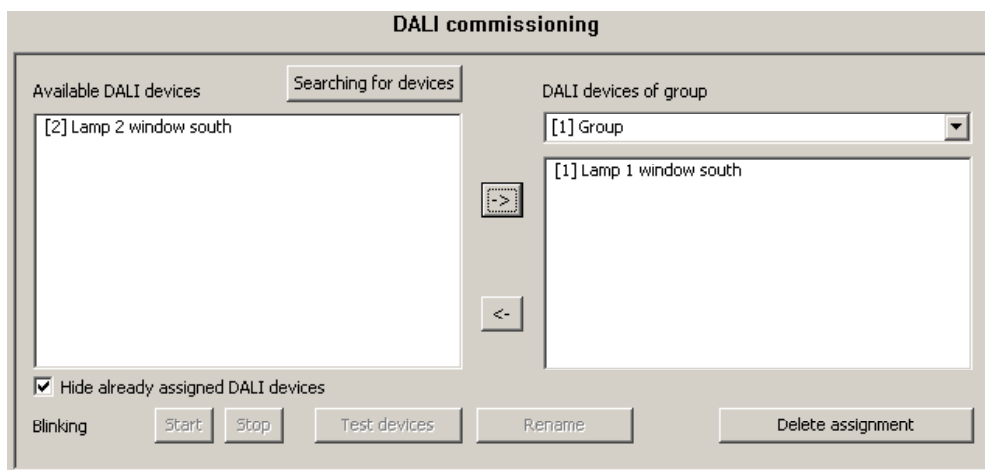 DALI commissioning
Available DALI devices
Searching for devices
DALI devices of group
[2] Lamp 2 window south
[1] Group
[1] Lamp 1 window south
->
<-
Hide already assigned DALI devices
Blinking Start Stop Test devices Rename Delete assignment